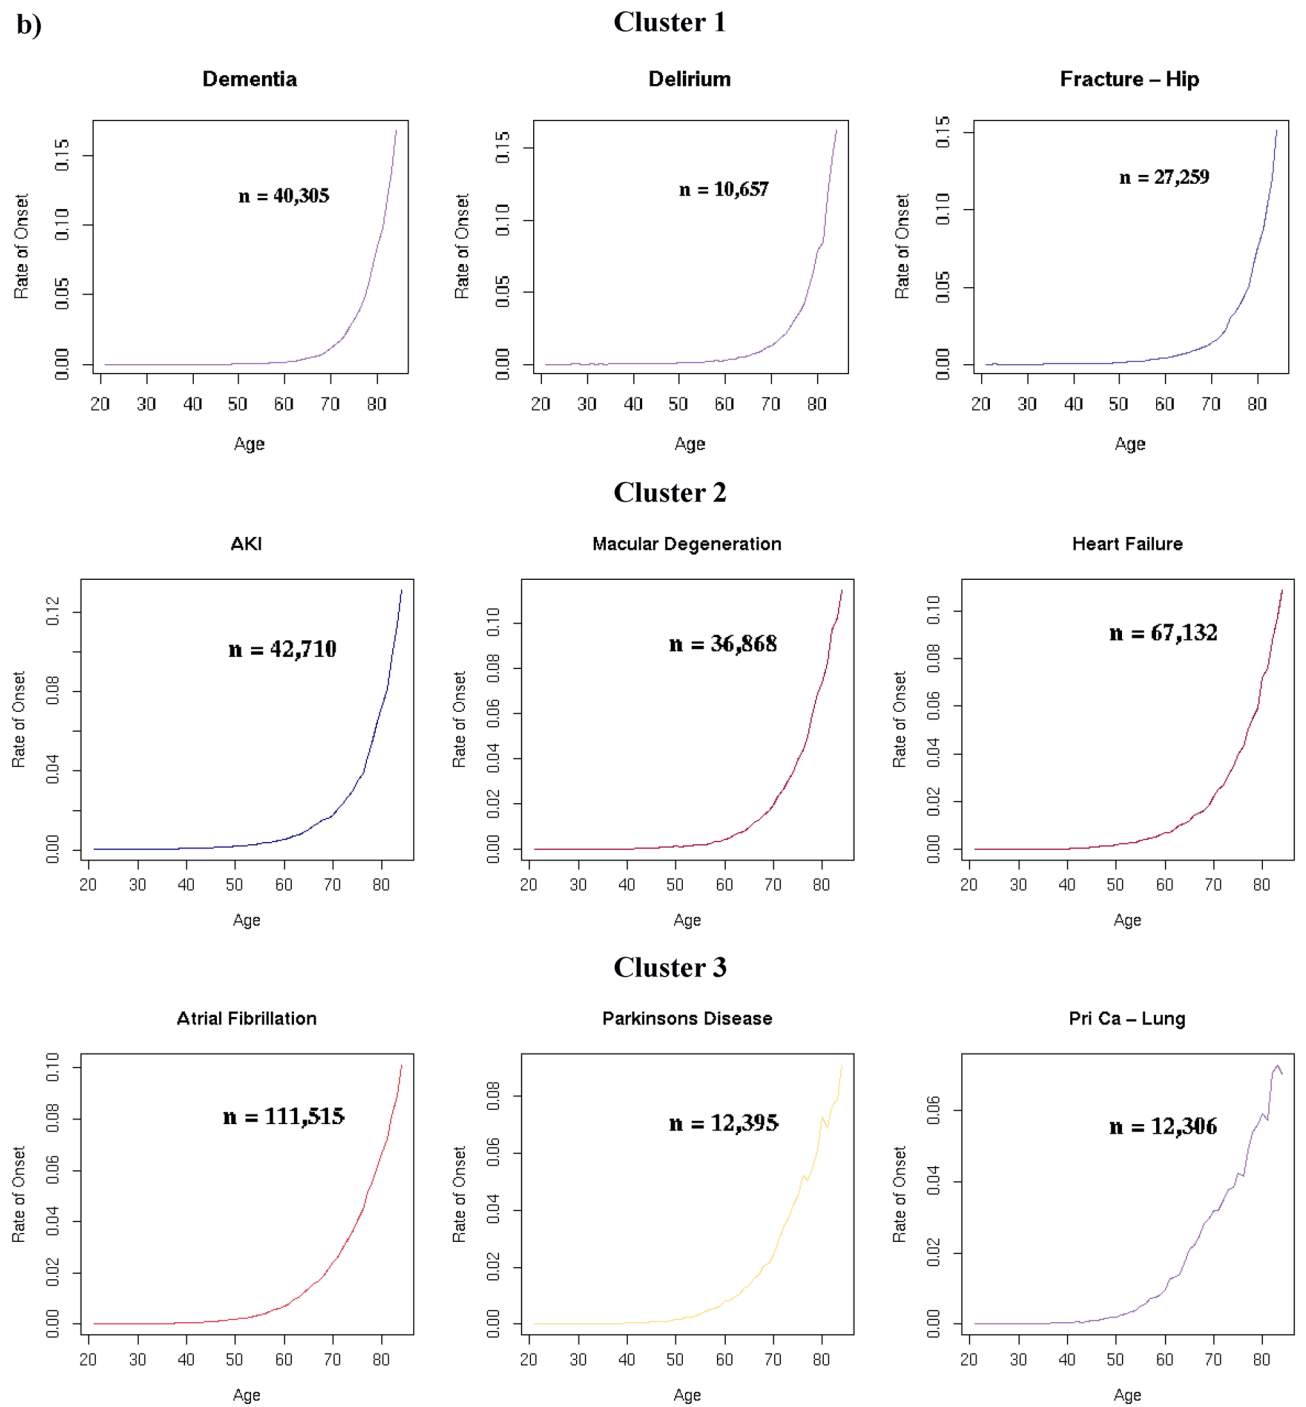 b)
Cluster 1
Dementia
Delirium
Fracture – Hip
Rate of Onset
0.00 0.05 0.10 0.15
n = 40,305
20 30 40 50 60 70 80
Age
Rate of Onset
0.00 0.05 0.10 0.15
n = 10,657
20 30 40 50 60 70 80
Age
Rate of Onset
0.00 0.05 0.10 0.15
n = 27,259
20 30 40 50 60 70 80
Age
Cluster 2
AKI
Macular Degeneration
Heart Failure
Rate of Onset
0.00 0.04 0.08 0.12
n = 42,710
20 30 40 50 60 70 80
Age
Rate of Onset
0.00 0.02 0.04 0.06 0.08 0.10
n = 36,868
20 30 40 50 60 70 80
Age
Rate of Onset
0.00 0.02 0.04 0.06 0.08 0.10
n = 67,132
20 30 40 50 60 70 80
Age
Cluster 3
Atrial Fibrillation
Parkinsons Disease
Pri Ca – Lung
Rate of Onset
0.00 0.02 0.04 0.06 0.08 0.10
n = 111,515
20 30 40 50 60 70 80
Age
Rate of Onset
0.00 0.02 0.04 0.06 0.08
n = 12,395
20 30 40 50 60 70 80
Age
Rate of Onset
0.00 0.02 0.04 0.06
n = 12,306
20 30 40 50 60 70 80
Age